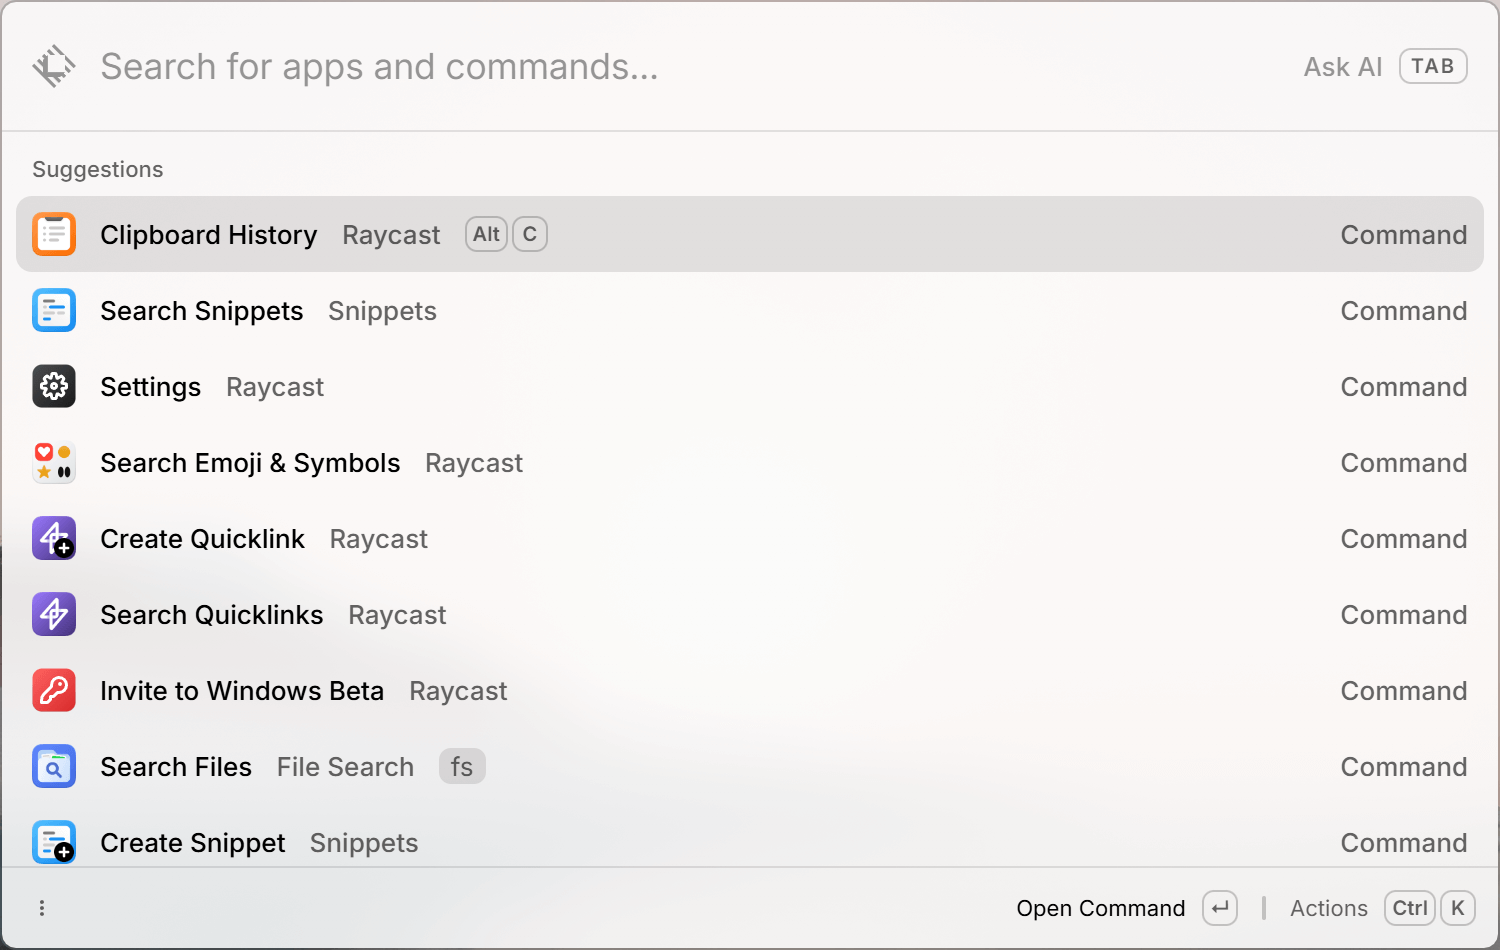 Search for apps and commands... Ask AI TAB
Suggestions
Clipboard History Raycast Alt C Command
Search Snippets Snippets Command
Settings Raycast Command
Search Emoji & Symbols Raycast Command
Create Quicklink Raycast Command
Search Quicklinks Raycast Command
Invite to Windows Beta Raycast Command
Search Files File Search fs Command
Create Snippet Snippets Command
Open Command ↵ | Actions Ctrl K